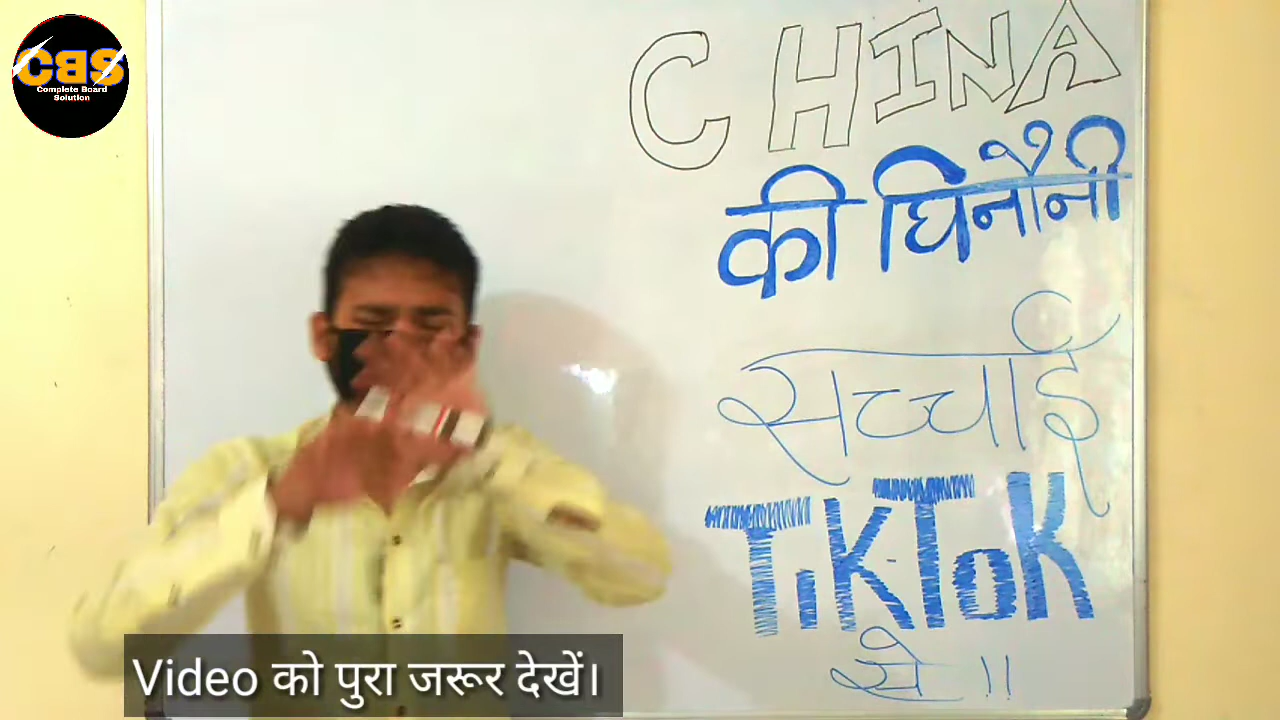 CBS
Complete Board
Solution
CHINA
की घिनौनी
सच्चाई
TikTok
से !!
Video को पुरा जरूर देखें।